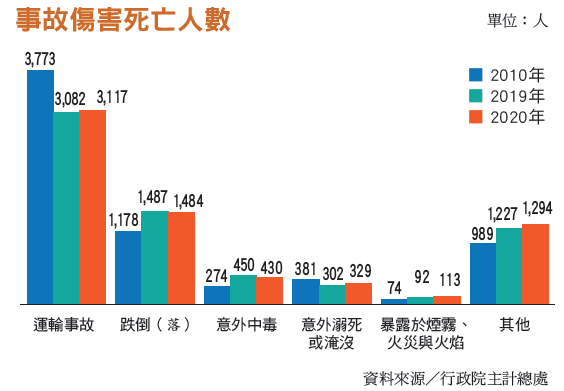 事故傷害死亡人數
單位：人
2010年
2019年
2020年
3,773
3,082
3,117
1,178
1,487
1,484
274
450
430
381
302
329
74
92
113
989
1,227
1,294
運輸事故
跌倒（落）
意外中毒
意外溺死
或淹沒
暴露於煙霧、
火災與火焰
其他
資料來源／行政院主計總處